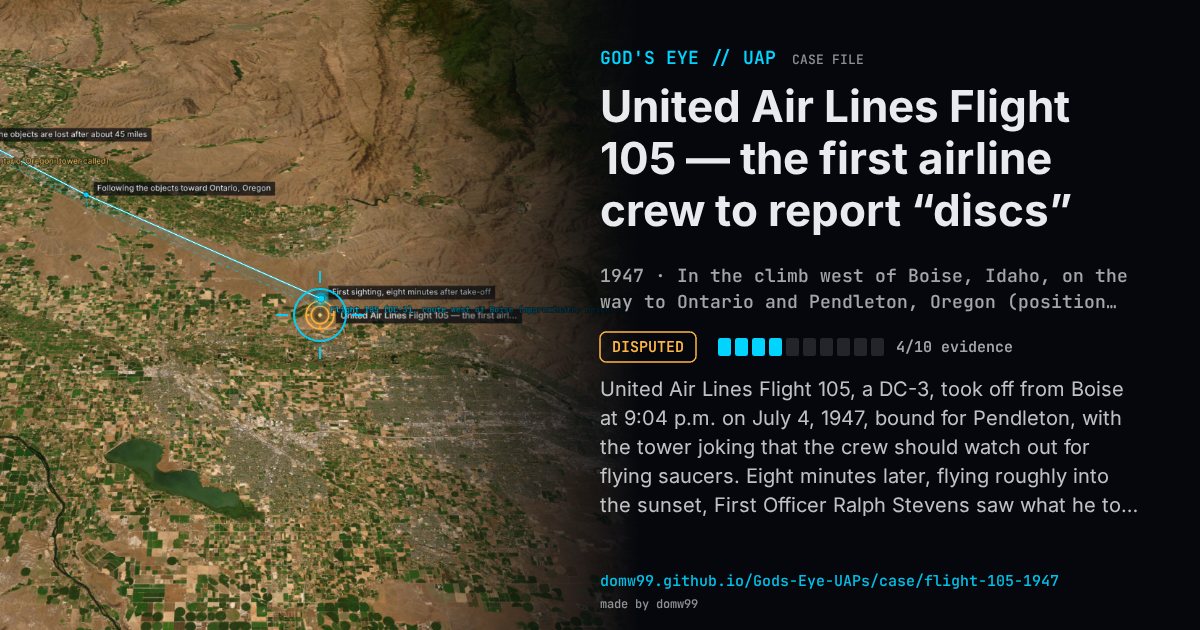 GOD'S EYE // UAP CASE FILE
United Air Lines Flight
105 — the first airline
crew to report “discs”
1947 · In the climb west of Boise, Idaho, on the
way to Ontario and Pendleton, Oregon (position…
DISPUTED 4/10 evidence
United Air Lines Flight 105, a DC-3, took off from Boise
at 9:04 p.m. on July 4, 1947, bound for Pendleton, with
the tower joking that the crew should watch out for
flying saucers. Eight minutes later, flying roughly into
the sunset, First Officer Ralph Stevens saw what he to…
domw99.github.io/Gods-Eye-UAPs/case/flight-105-1947
made by domw99
he objects are lost after about 45 miles
Oregon tower called)
Following the objects toward Ontario, Oregon
First sighting, eight minutes after take-off
United Air Lines Flight 105 — the first airl…